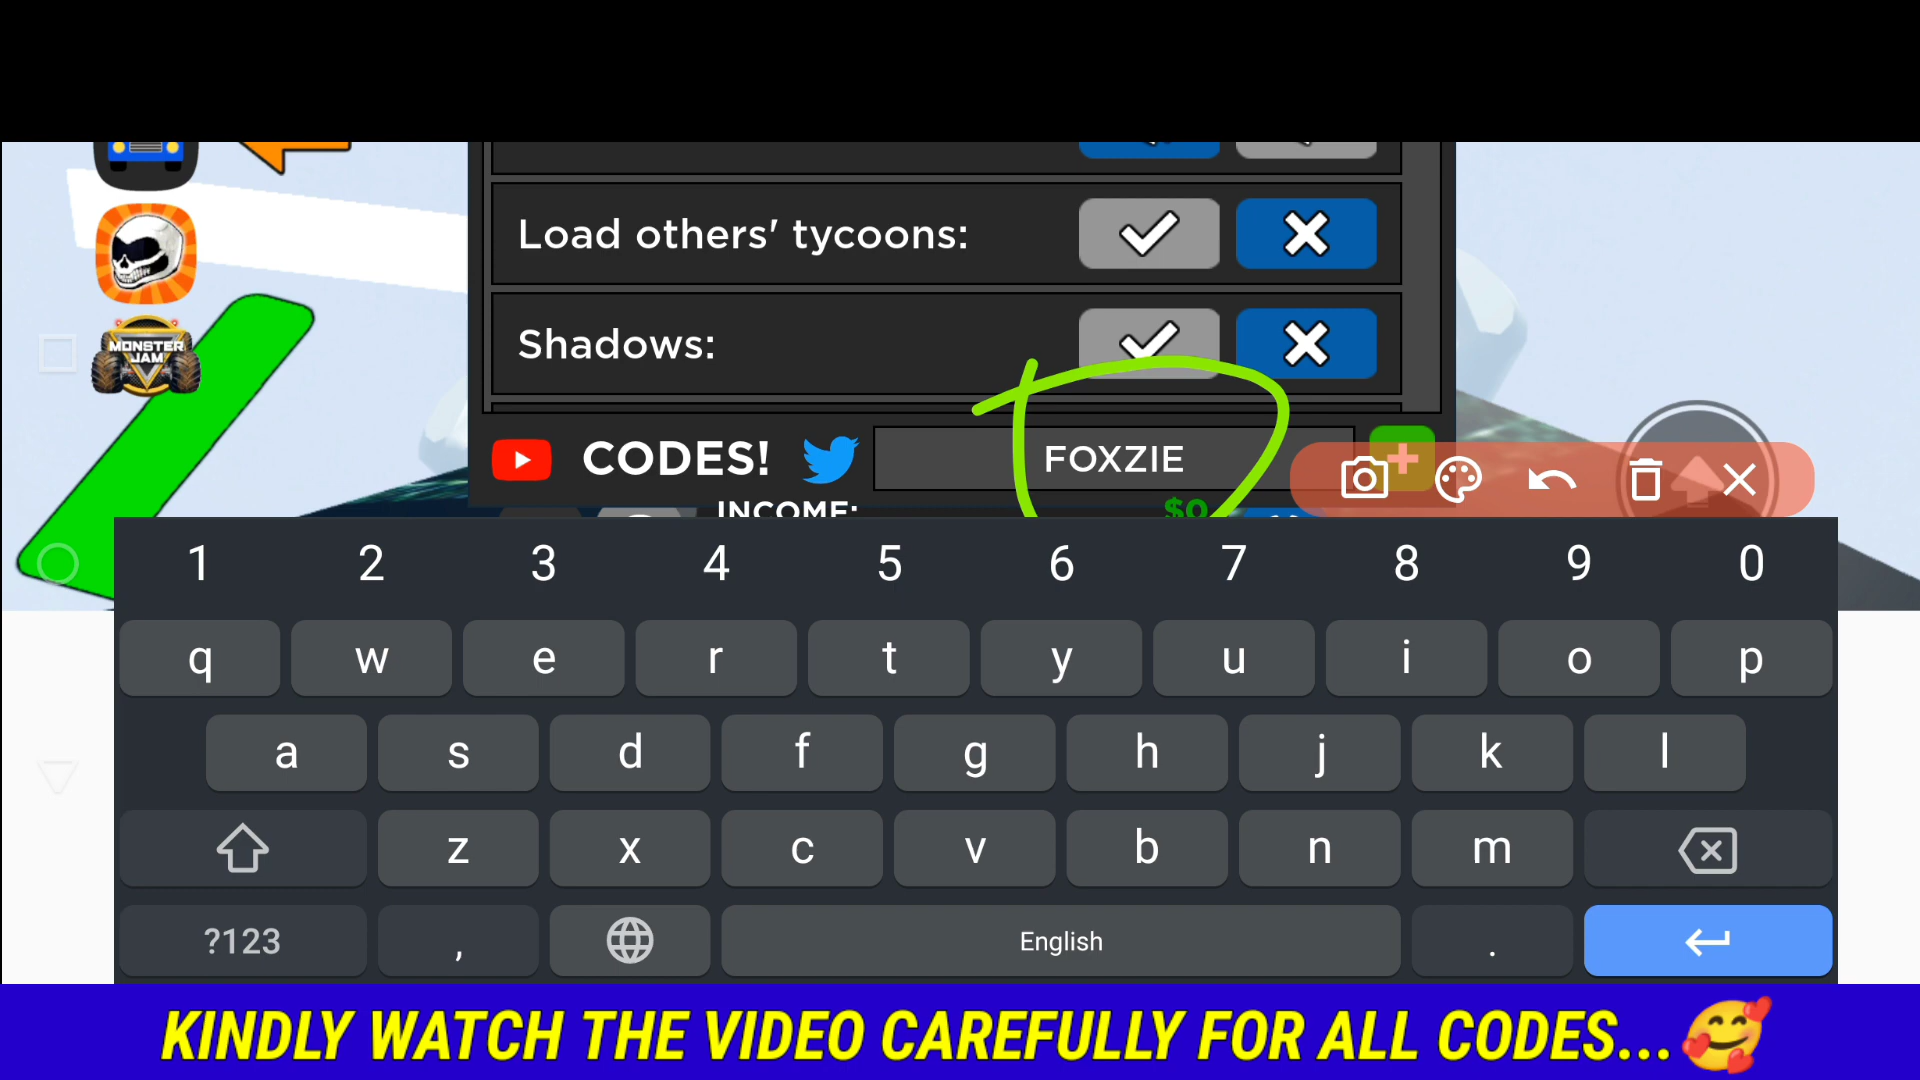 Load others' tycoons:
MONSTER
JAM
Shadows:
CODES!
FOXZIE
INCOME:
$0
1 2 3 4 5 6 7 8 9 0
q w e r t y u i o p
a s d f g h j k l
z x c v b n m
?123 , English .
KINDLY WATCH THE VIDEO CAREFULLY FOR ALL CODES...🥰